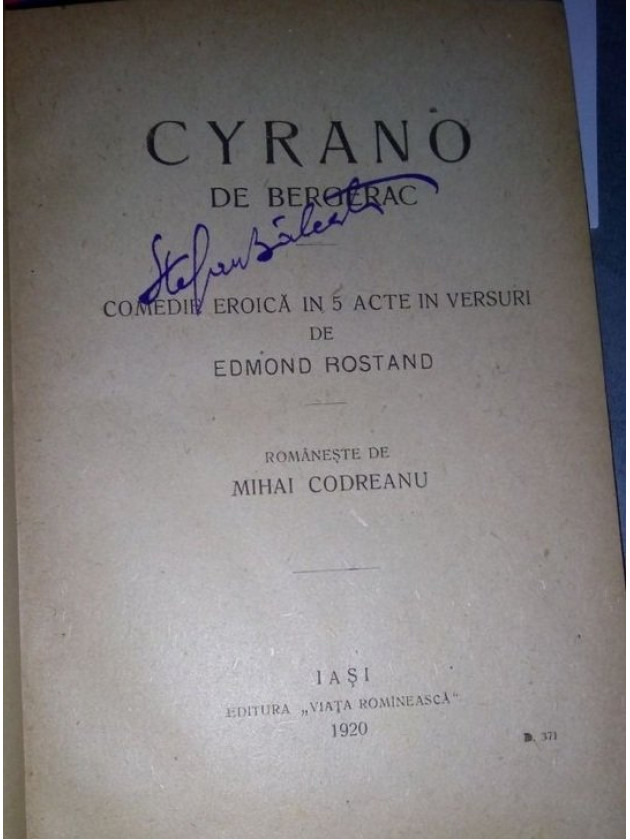 CYRANO
DE BERGERAC
COMEDIE EROICĂ IN 5 ACTE IN VERSURI
DE
EDMOND ROSTAND
ROMÂNEȘTE DE
MIHAI CODREANU
IAȘI
EDITURA „VIAȚA ROMÎNEASCĂ“
1920
D. 371